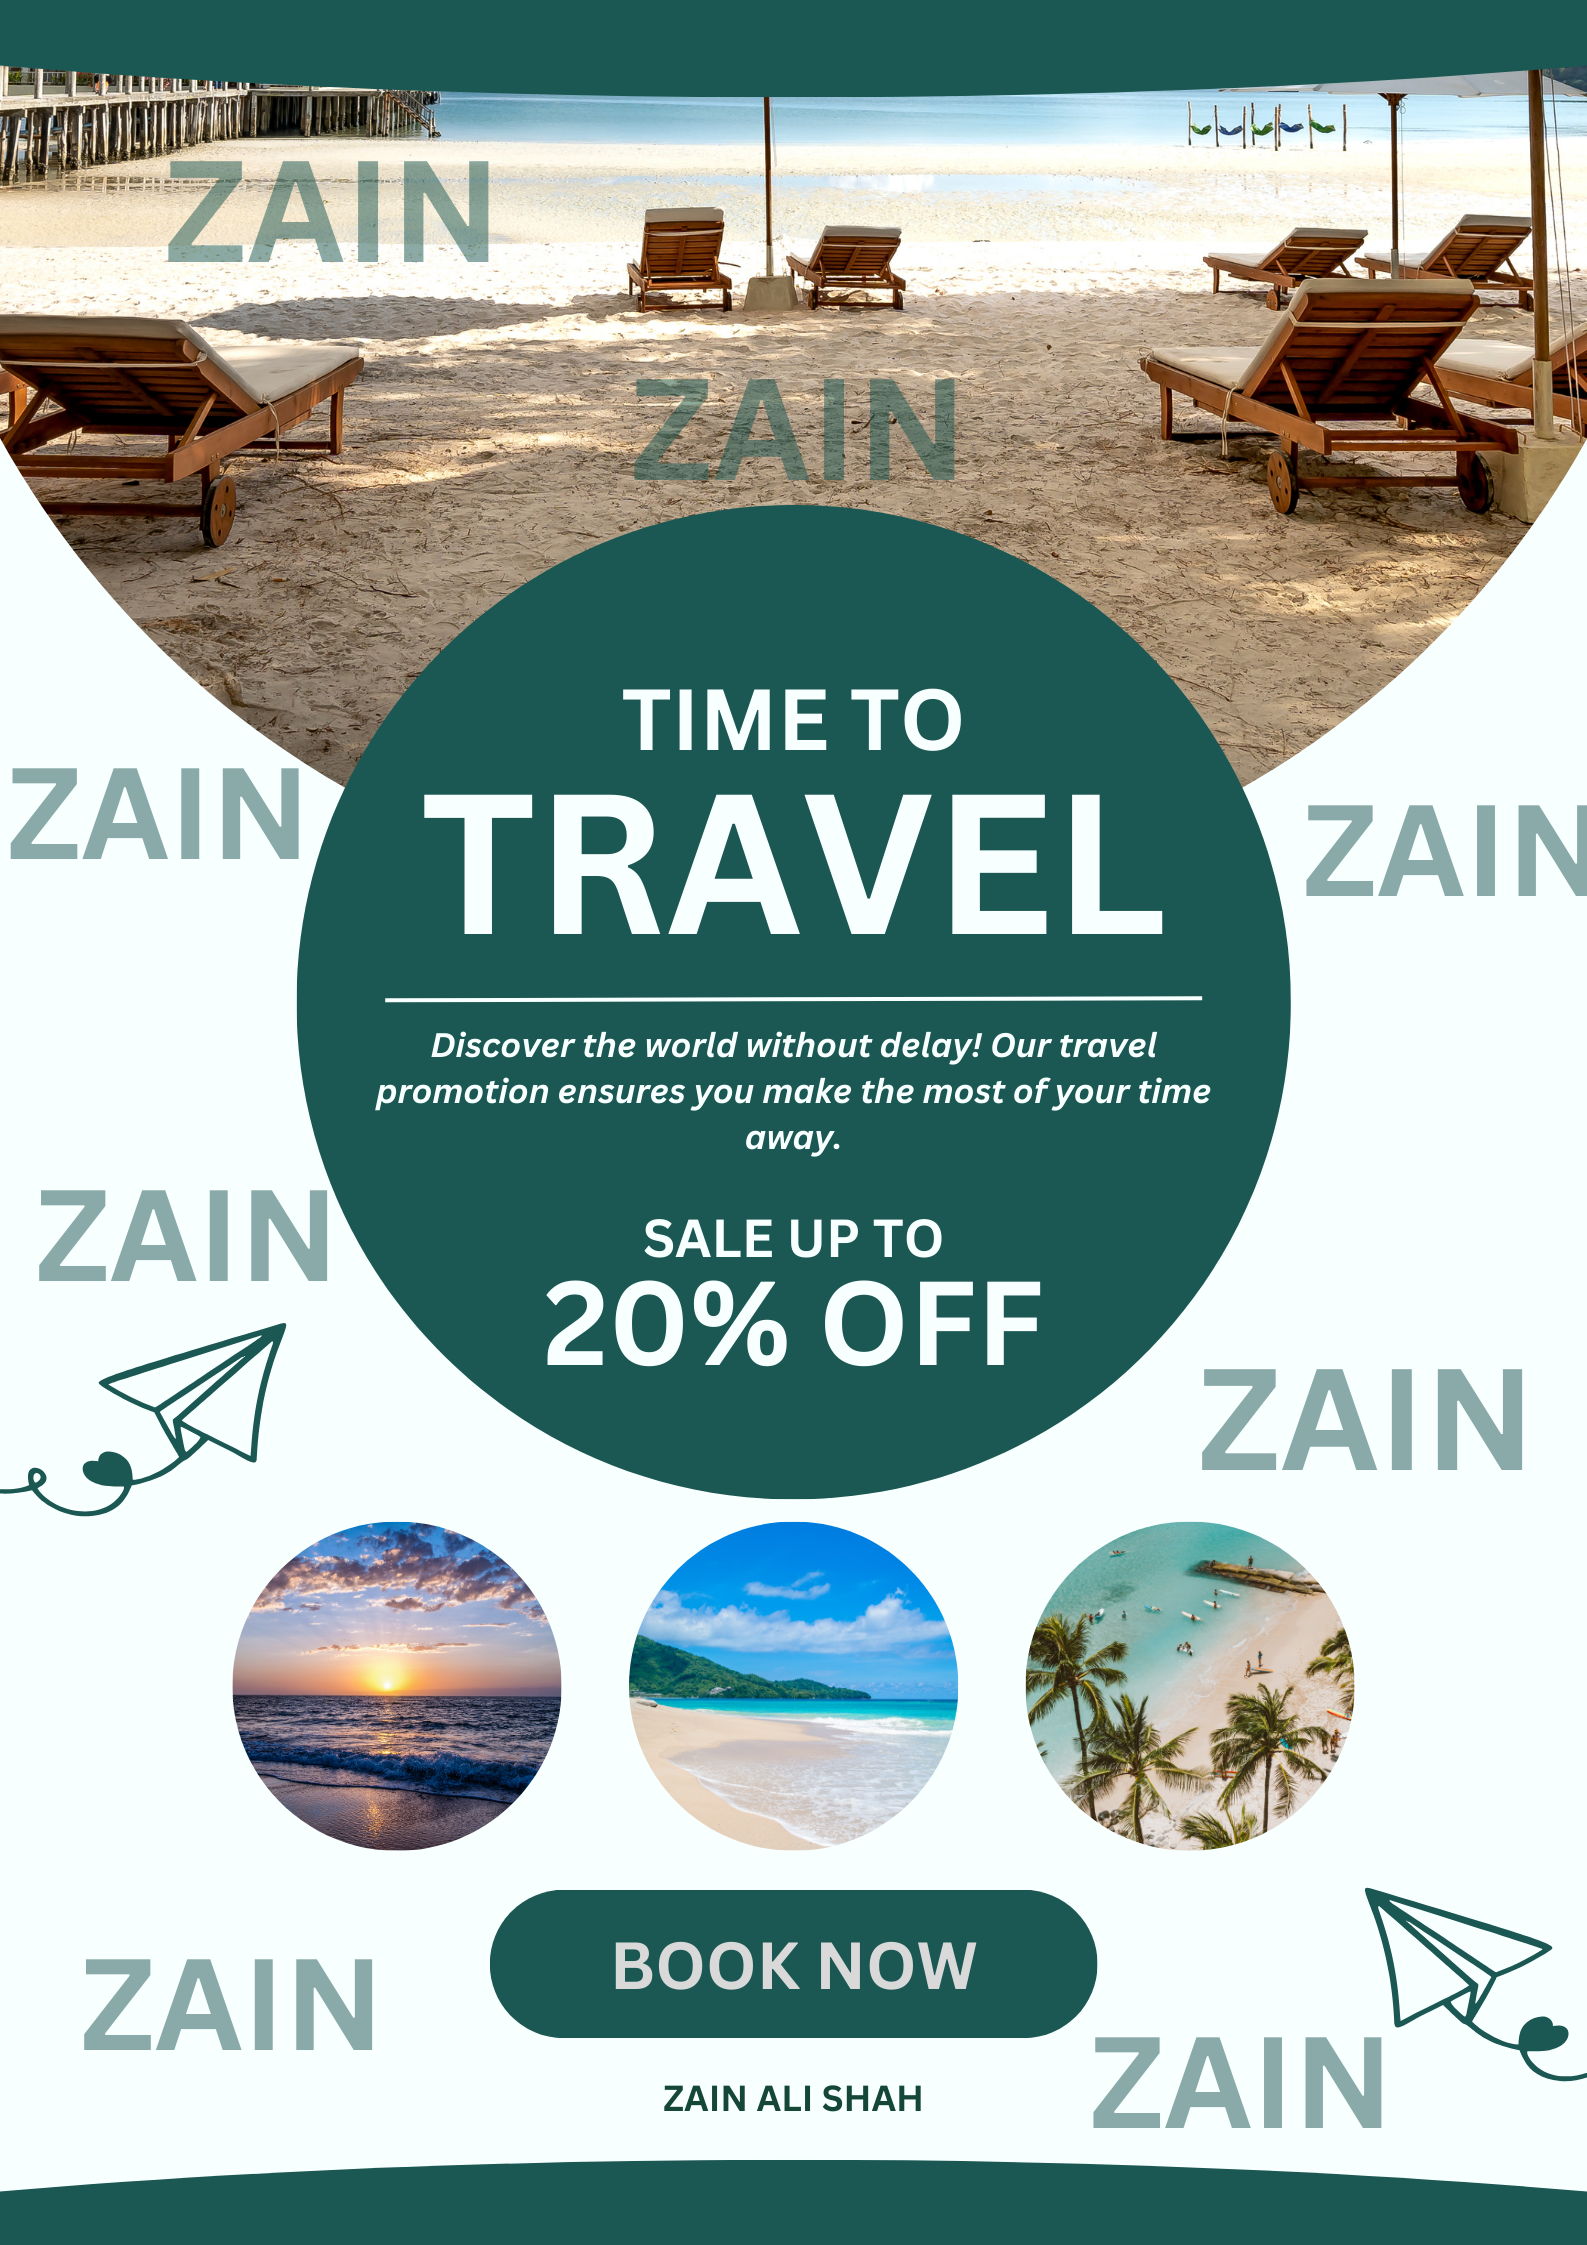 ZAIN
ZAIN
TIME TO
TRAVEL
ZAIN
ZAIN
Discover the world without delay! Our travel
promotion ensures you make the most of your time
away.
ZAIN
SALE UP TO
20% OFF
ZAIN
BOOK NOW
ZAIN
ZAIN
ZAIN ALI SHAH